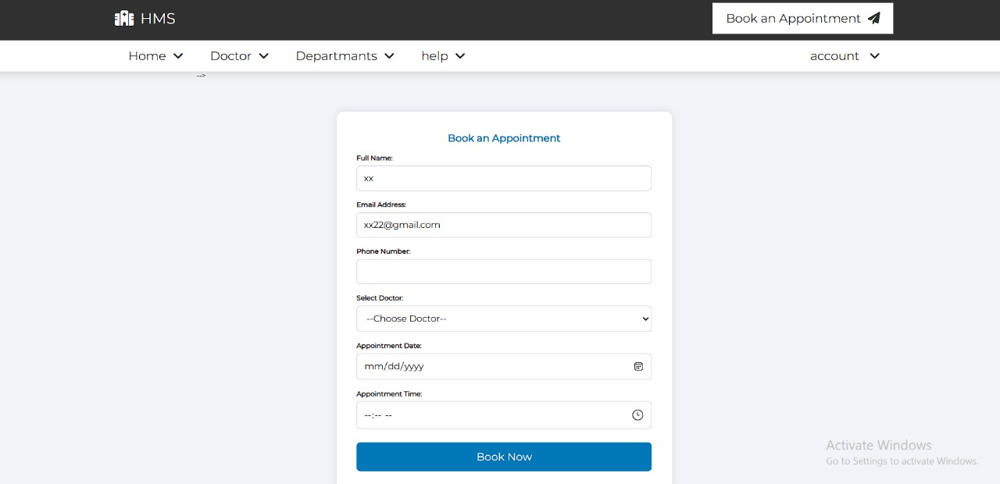 HMS
Book an Appointment
Home Doctor Departmants help account
-->
Book an Appointment
Full Name:
xx
Email Address:
xx22@gmail.com
Phone Number:
Select Doctor:
--Choose Doctor--
Appointment Date:
mm/dd/yyyy
Appointment Time:
--:-- --
Book Now
Activate Windows
Go to Settings to activate Windows.